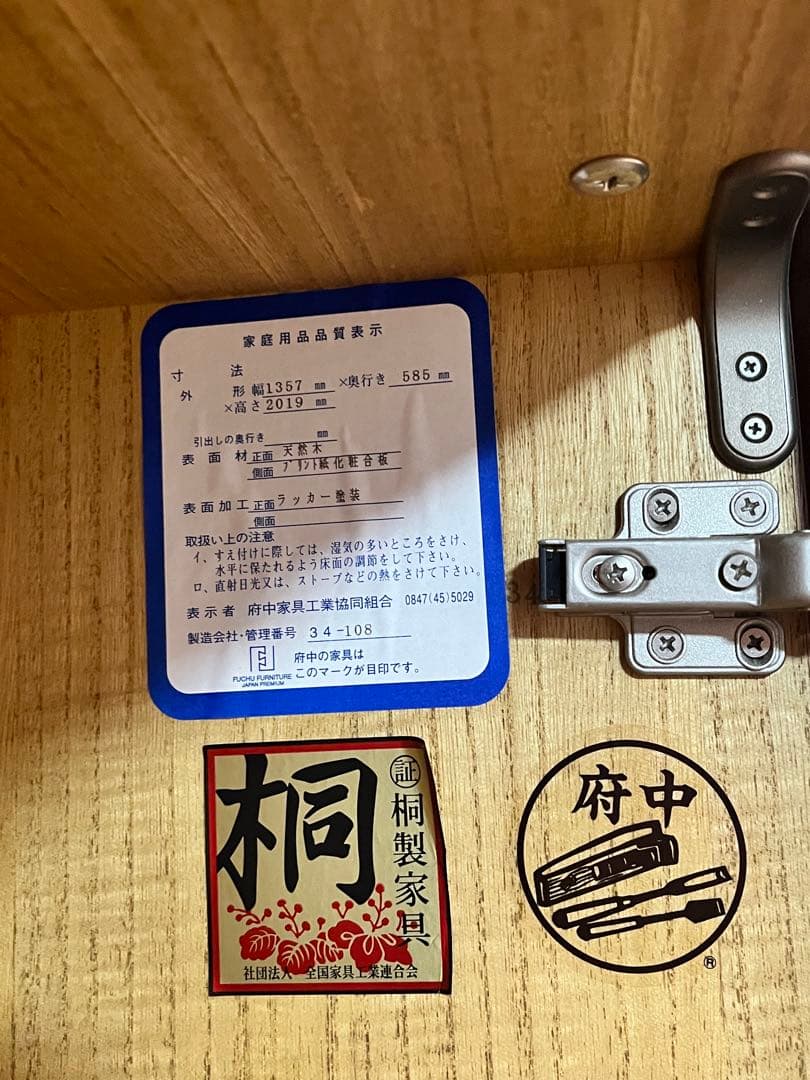 家庭用品品質表示
寸法
外形 幅1357mm ×奥行き 585mm
×高さ2019mm
引出しの奥行き mm
表面材 正面 天然木
側面 プリント紙化粧合板
表面加工 正面 ラッカー塗装
側面
取扱い上の注意
イ、すえ付けに際しては、湿気の多いところをさけ、
水平に保たれるよう床面の調節をして下さい。
ロ、直射日光又は、ストーブなどの熱をさけて下さい。
表示者 府中家具工業協同組合 0847(45)5029
製造会社・管理番号 34-108
府中の家具は
このマークが目印です。
FUCHU FURNITURE
JAPAN PREMIUM
34
桐
証 桐製家具
社団法人 全国家具工業連合会
府中
®